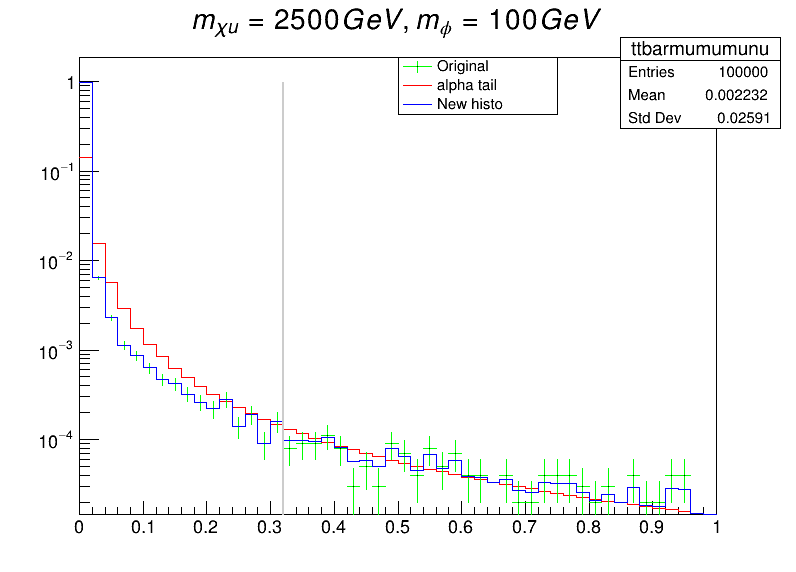 m_χu = 2500GeV, m_ϕ = 100GeV
ttbarmumumunu
Entries 100000
Mean 0.002232
Std Dev 0.02591
Original
alpha tail
New histo
1
10⁻¹
10⁻²
10⁻³
10⁻⁴
0 0.1 0.2 0.3 0.4 0.5 0.6 0.7 0.8 0.9 1